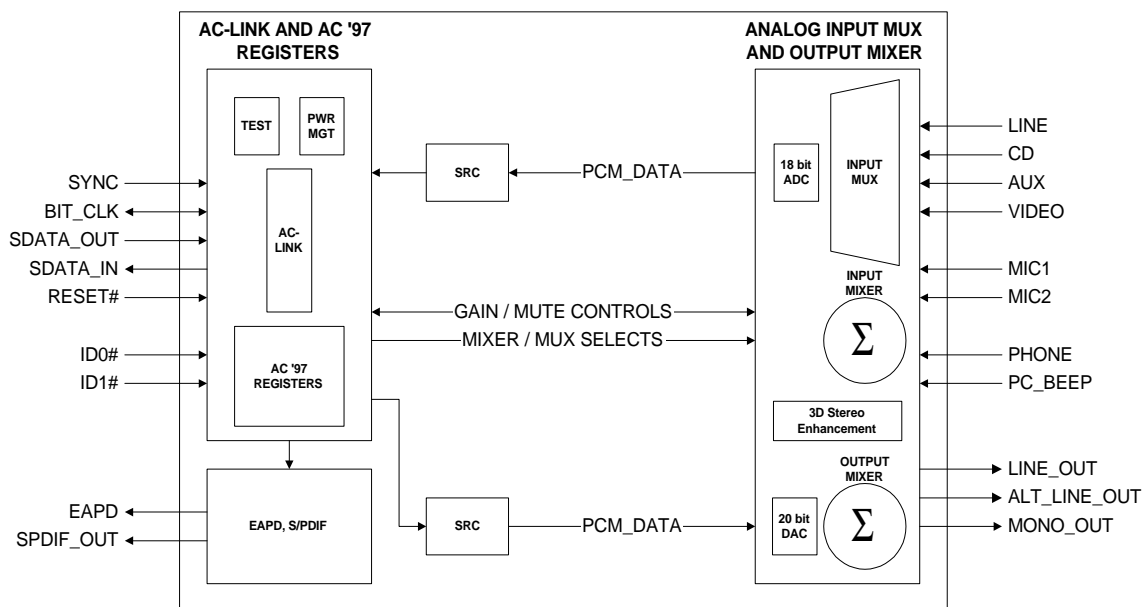 AC-LINK AND AC '97
REGISTERS
ANALOG INPUT MUX
AND OUTPUT MIXER
TEST
PWR
MGT
AC-
LINK
AC '97
REGISTERS
SYNC
BIT_CLK
SDATA_OUT
SDATA_IN
RESET#
ID0#
ID1#
EAPD
SPDIF_OUT
EAPD, S/PDIF
SRC
PCM_DATA
GAIN / MUTE CONTROLS
MIXER / MUX SELECTS
SRC
PCM_DATA
18 bit
ADC
INPUT
MUX
INPUT
MIXER
Σ
3D Stereo
Enhancement
OUTPUT
MIXER
20 bit
DAC
Σ
LINE
CD
AUX
VIDEO
MIC1
MIC2
PHONE
PC_BEEP
LINE_OUT
ALT_LINE_OUT
MONO_OUT